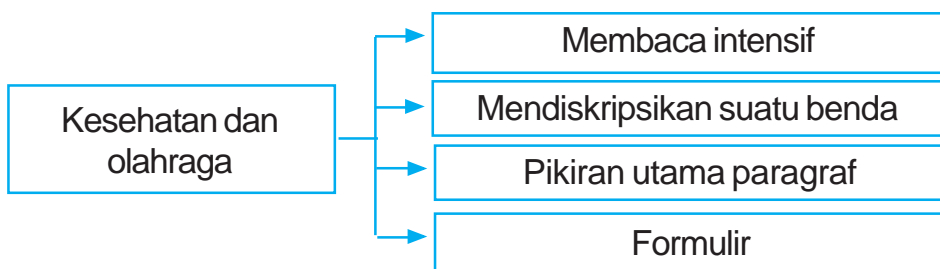 Kesehatan dan
olahraga
Membaca intensif
Mendiskripsikan suatu benda
Pikiran utama paragraf
Formulir